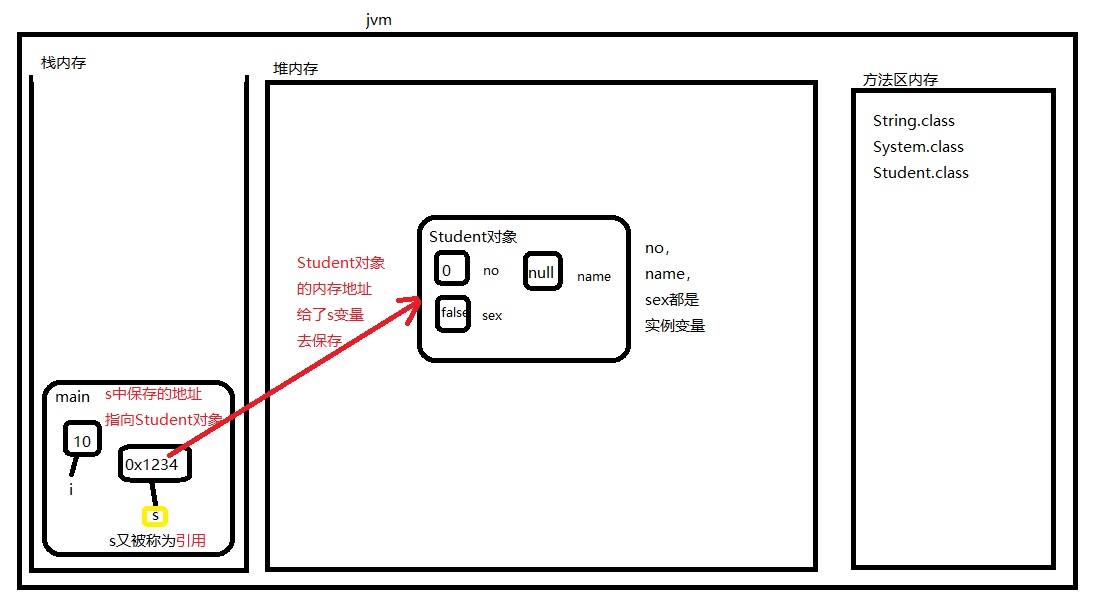 jvm
栈内存
堆内存
方法区内存
String.class
System.class
Student.class
Student对象
0
no
null
name
false
sex
no，
name，
sex都是
实例变量
Student对象
的内存地址
给了s变量
去保存
main
s中保存的地址
指向Student对象
10
i
0x1234
s
s又被称为引用